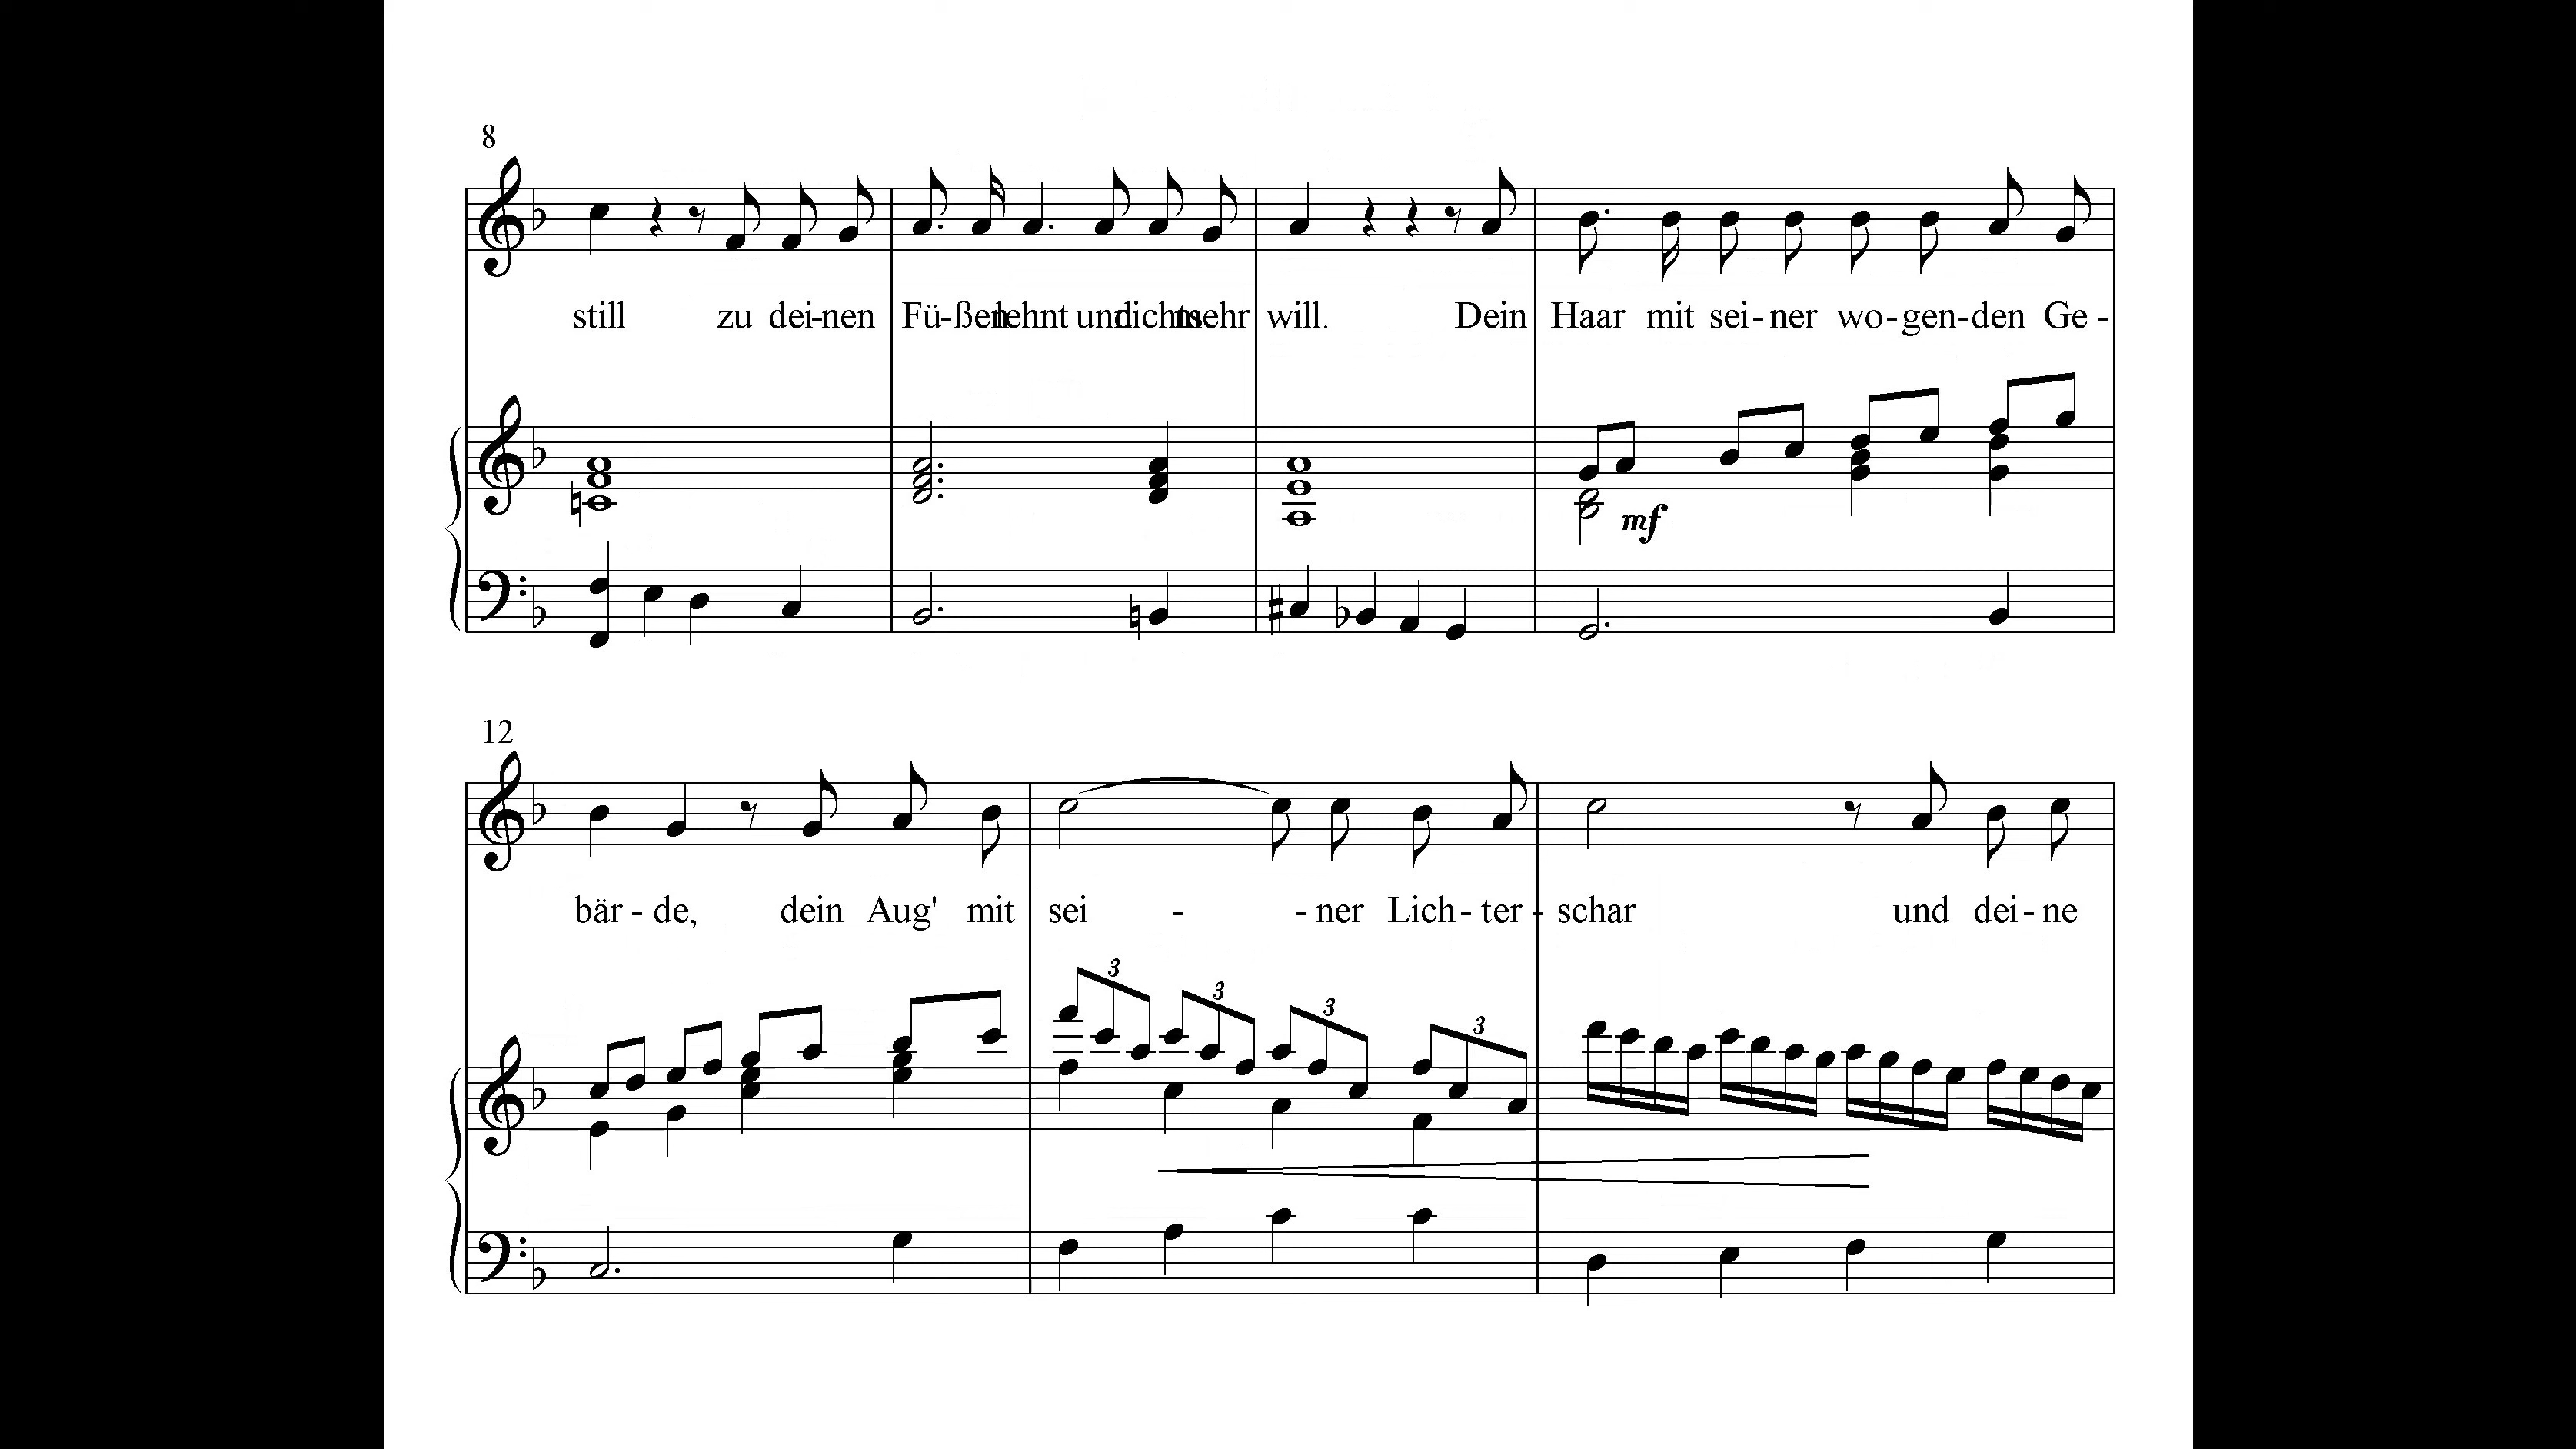 8
still zu dei-nen Fü-ßen lehnt und nichts mehr will. Dein Haar mit sei-ner wo-gen-den Ge-
mf
12
bär-de, dein Aug' mit sei - - ner Lich-ter-schar und dei-ne
3 3 3 3